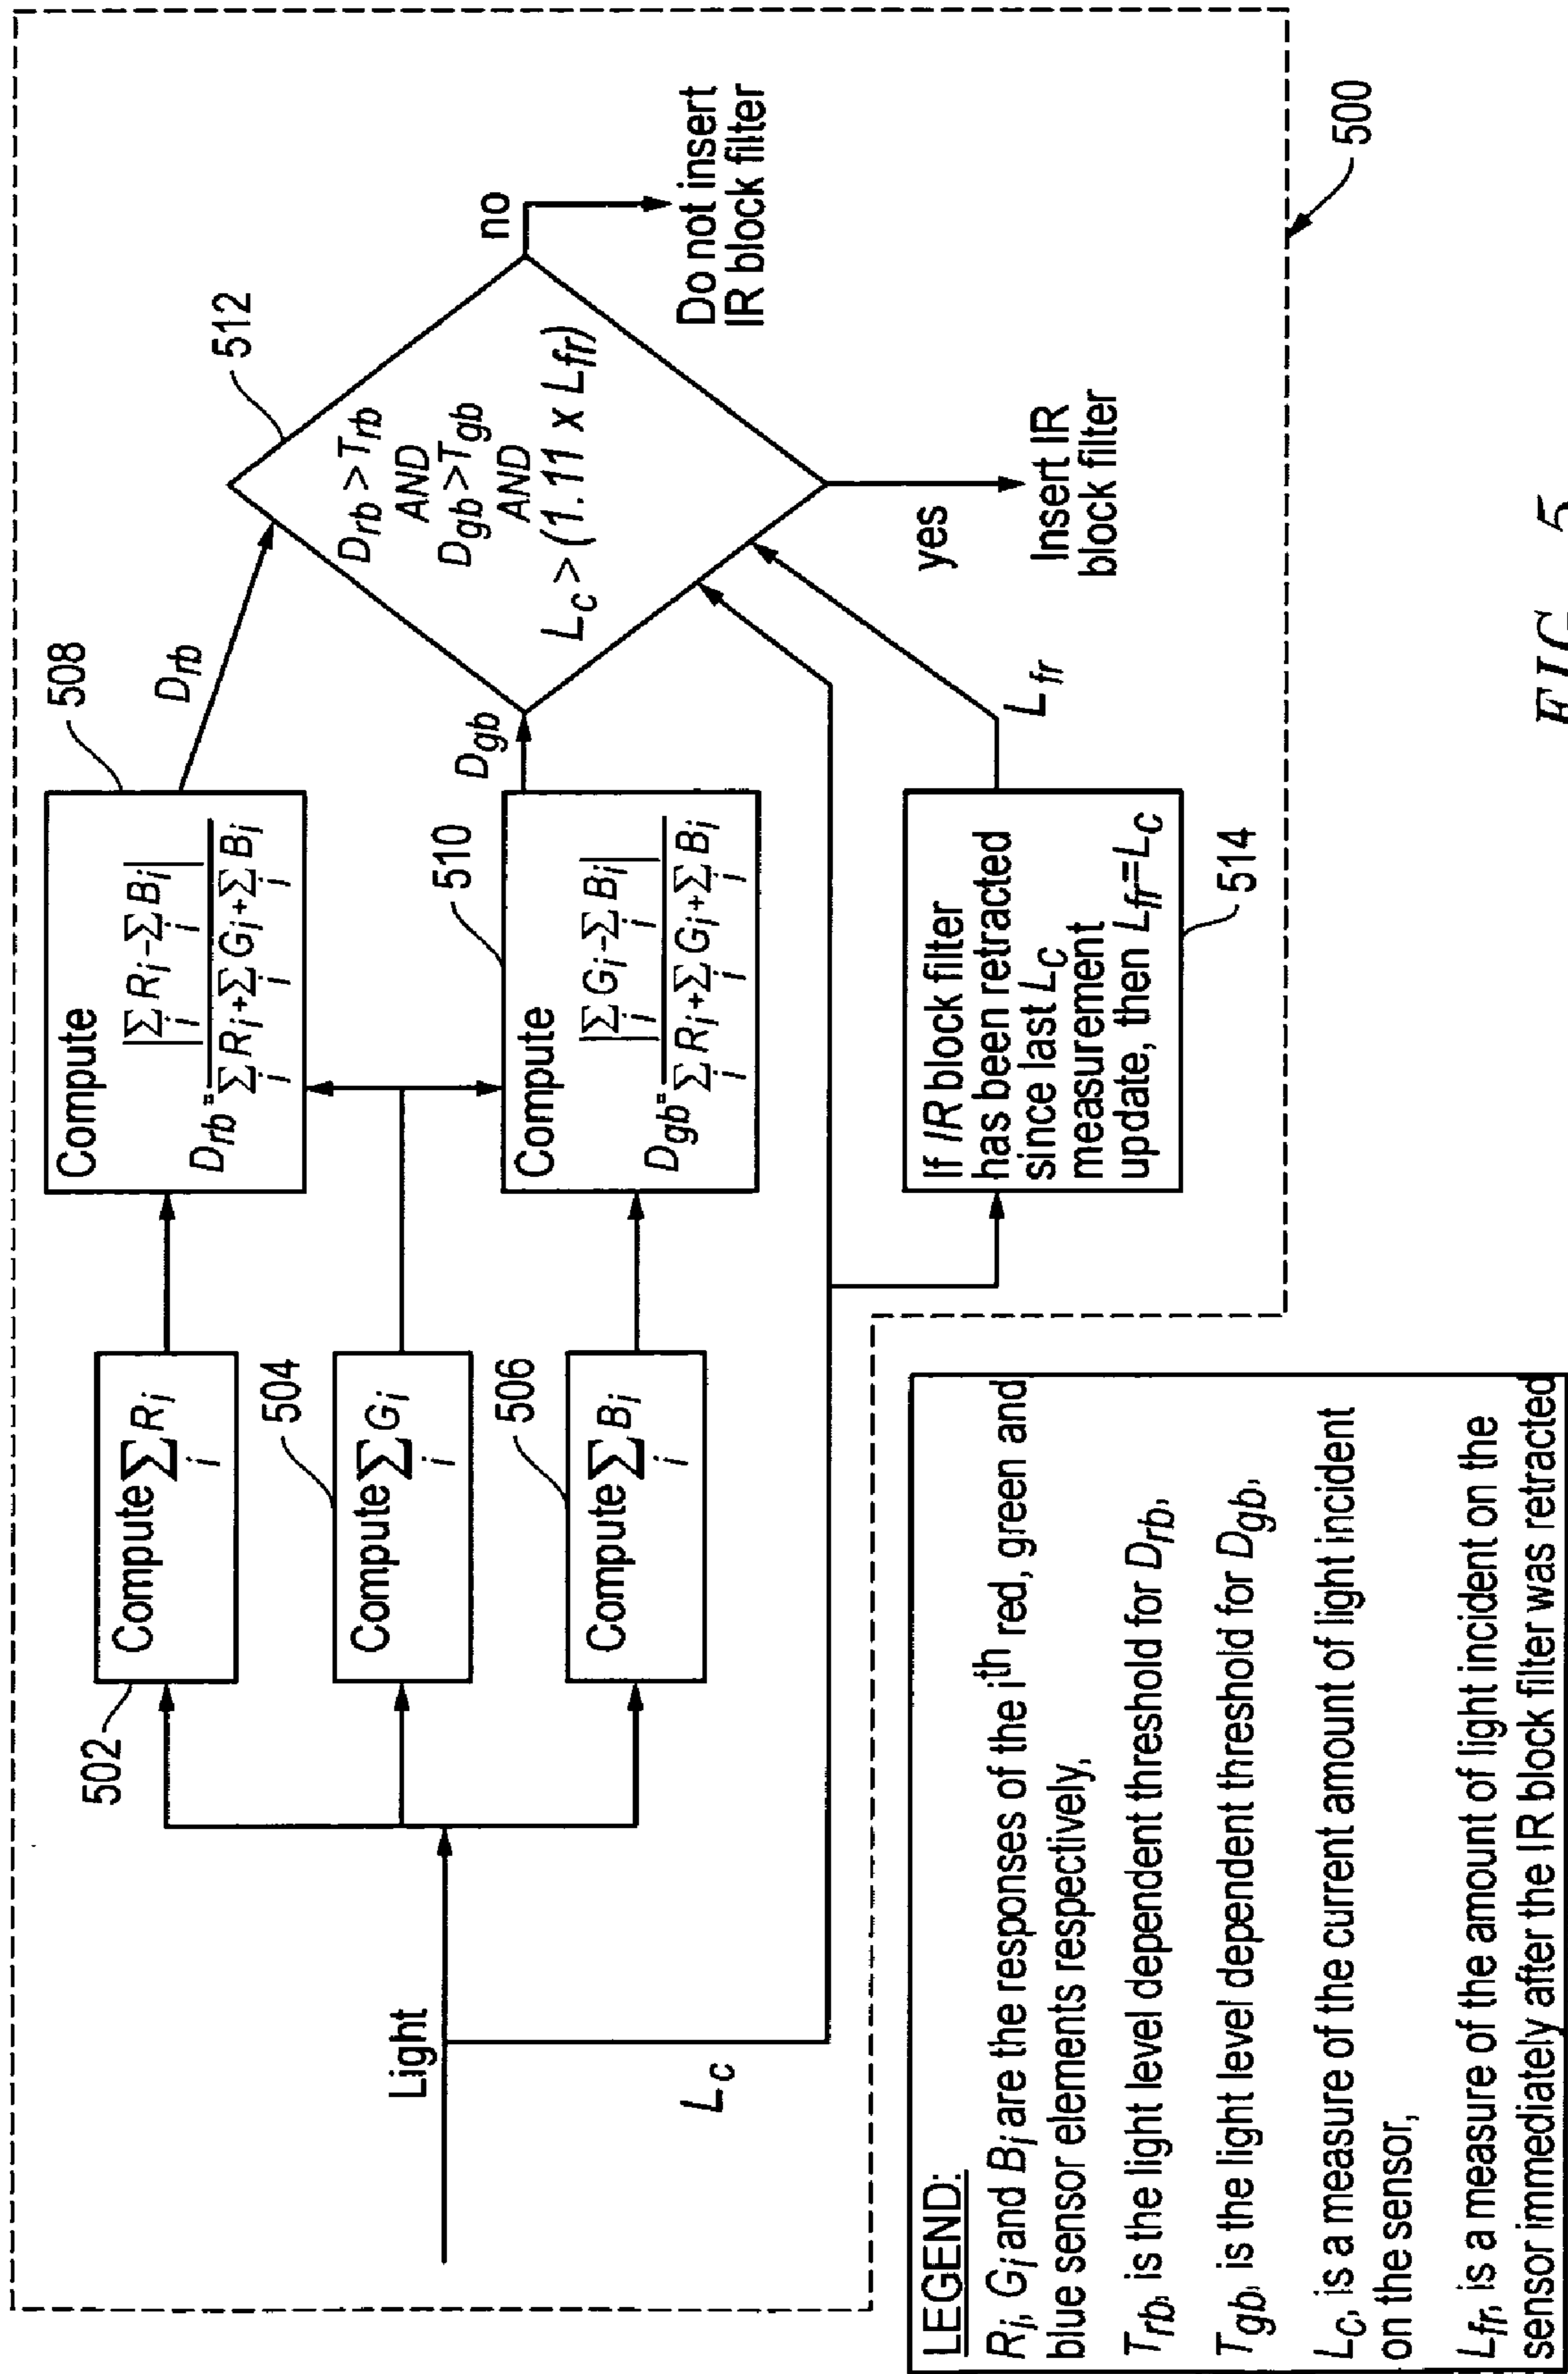 Light
L_c
502
Compute ∑_i R_i
504
Compute ∑_i G_i
506
Compute ∑_i B_i
508
Compute
D_rb = |∑_i R_i - ∑_i B_i| / ∑_i R_i + ∑_i G_i + ∑_i B_i
D_rb
510
Compute
D_gb = |∑_i G_i - ∑_i B_i| / ∑_i R_i + ∑_i G_i + ∑_i B_i
D_gb
512
D_rb > T_rb
AND
D_gb > T_gb
AND
L_c > (1.11 x L_fr)
no
Do not insert
IR block filter
yes
Insert IR
block filter
If IR block filter
has been retracted
since last L_c
measurement
update, then L_fr=L_c
514
L_fr
500
LEGEND:
R_i, G_i and B_i are the responses of the i^th red, green and
blue sensor elements respectively,
T_rb, is the light level dependent threshold for D_rb,
T_gb, is the light level dependent threshold for D_gb,
L_c, is a measure of the current amount of light incident
on the sensor,
L_fr, is a measure of the amount of light incident on the
sensor immediately after the IR block filter was retracted
FIG. 5